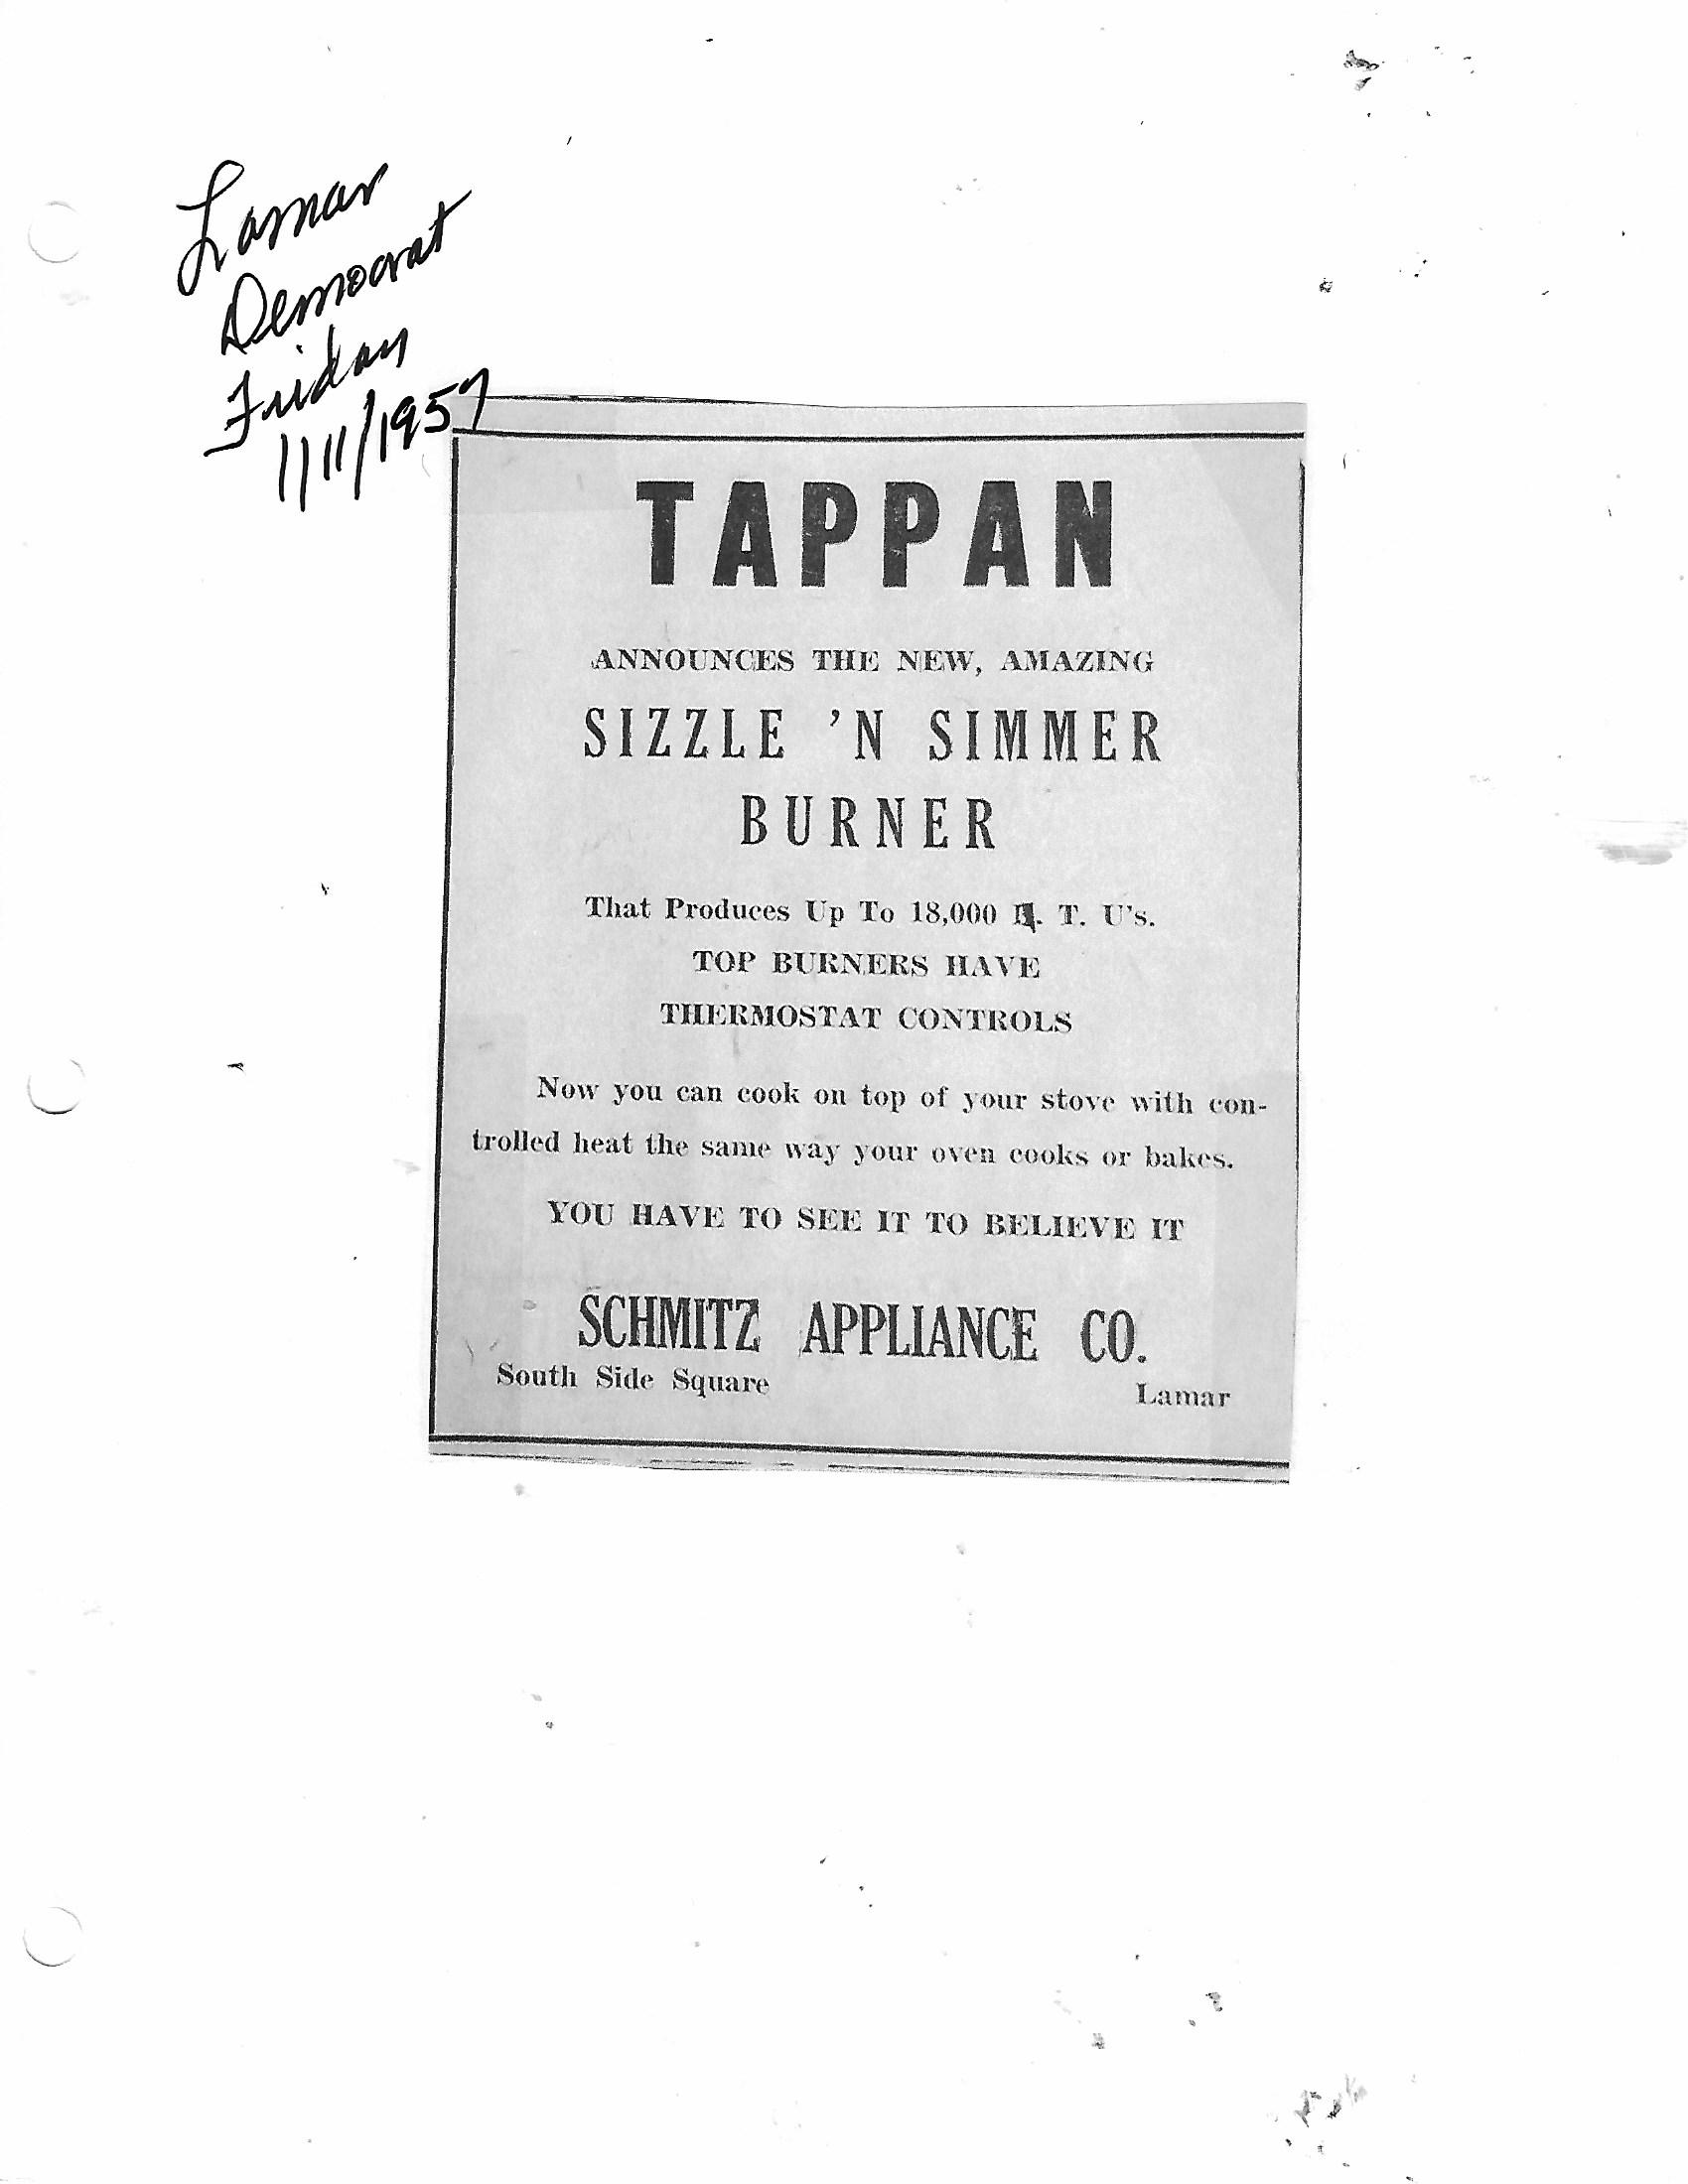 Lamar
Democrat
Friday
1/11/1957
TAPPAN
ANNOUNCES THE NEW, AMAZING
SIZZLE 'N SIMMER
BURNER
That Produces Up To 18,000 B. T. U's.
TOP BURNERS HAVE
THERMOSTAT CONTROLS
Now you can cook on top of your stove with con-
trolled heat the same way your oven cooks or bakes.
YOU HAVE TO SEE IT TO BELIEVE IT
SCHMITZ APPLIANCE CO.
South Side Square Lamar